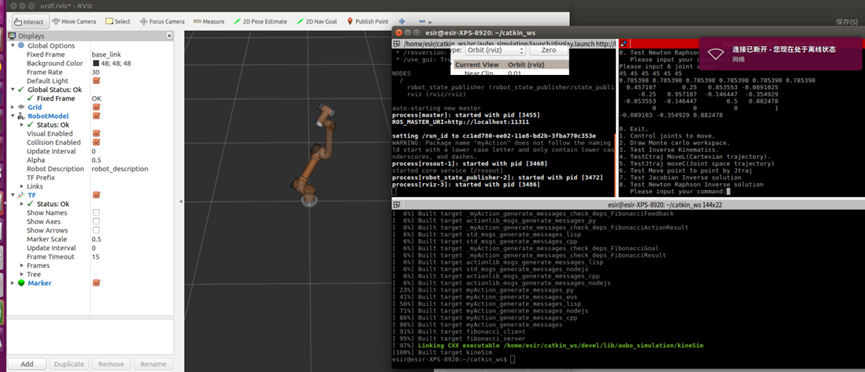 urdf.rviz* - RViz
Interact Move Camera Select Focus Camera Measure 2D Pose Estimate 2D Nav Goal Publish Point
保存(S)
Displays
Global Options
Fixed Frame base_link
Background Color 48; 48; 48
Frame Rate 30
Default Light
Global Status: Ok
Fixed Frame OK
Grid
RobotModel
Status: Ok
Visual Enabled
Collision Enabled
Update Interval 0
Alpha 0.5
Robot Description robot_description
TF Prefix
Links
TF
Status: Ok
Show Names
Show Axes
Show Arrows
Marker Scale 0.5
Update Interval 0
Frame Timeout 15
Frames
Tree
Marker
Add Duplicate Remove Rename
esir@esir-XPS-8920: ~/catkin_ws
/home/esir/catkin_ws/src/aubo_simulation/launch/display.launch http://
* /rosversion:
* /use_gui: Tru
Orbit (rviz) Zero
Current View Orbit (rviz)
Near Clip 0.01
NODES
/
robot_state_publisher (robot_state_publisher/state_publi
rviz (rviz/rviz)
auto-starting new master
process[master]: started with pid [3455]
ROS_MASTER_URI=http://localhost:11311
setting /run_id to cc1ed780-ee02-11e8-bd2b-3fba770c353e
WARNING: Package name "myAction" does not follow the naming
ld start with a lower case letter and only contain lower cas
nderscores, and dashes.
process[rosout-1]: started with pid [3468]
started core service [/rosout]
process[robot_state_publisher-2]: started with pid [3472]
process[rviz-3]: started with pid [3486]
8. Test Newton Raphson
Please input your
Please input 6 joint
45 45 45 45 45 45
0.785398 0.785398 0.785398 0.785398 0.785398 0.785398
0.457107 0.25 0.853553 -0.0891025
-0.25 0.957107 -0.146447 -0.354929
-0.853553 -0.146447 0.5 0.882478
0 0 0 1
-0.089103 -0.354929 0.882478
0. Exit.
1. Control joints to move.
2. Draw Monte carlo workspace.
3. Test Inverse Kinematics.
4. TestCtraj MoveL(Cartesian trajectory).
5. TestJtraj moveC(Joint space trajectory)
6. Test Move point to point by Jtraj
7. Test Jacobian Inverse solution
8. Test Newton Raphson Inverse solution
Please input your command:
连接已断开 - 您现在处于离线状态
网络
esir@esir-XPS-8920: ~/catkin_ws 144x22
[ 6%] Built target _myAction_generate_messages_check_deps_FibonacciFeedback
[ 6%] Built target actionlib_msgs_generate_messages_py
[ 6%] Built target _myAction_generate_messages_check_deps_FibonacciActionResult
[ 6%] Built target std_msgs_generate_messages_lisp
[ 6%] Built target std_msgs_generate_messages_cpp
[ 6%] Built target _myAction_generate_messages_check_deps_FibonacciGoal
[ 6%] Built target _myAction_generate_messages_check_deps_FibonacciResult
[ 6%] Built target actionlib_msgs_generate_messages_lisp
[ 6%] Built target std_msgs_generate_messages_nodejs
[ 6%] Built target actionlib_msgs_generate_messages_cpp
[ 6%] Built target actionlib_msgs_generate_messages_nodejs
[ 23%] Built target myAction_generate_messages_py
[ 41%] Built target myAction_generate_messages_eus
[ 56%] Built target myAction_generate_messages_lisp
[ 71%] Built target myAction_generate_messages_nodejs
[ 86%] Built target myAction_generate_messages_cpp
[ 86%] Built target myAction_generate_messages
[ 91%] Built target fibonacci_client
[ 95%] Built target fibonacci_server
[ 97%] Linking CXX executable /home/esir/catkin_ws/devel/lib/aubo_simulation/kineSim
[100%] Built target kineSim
esir@esir-XPS-8920:~/catkin_ws$